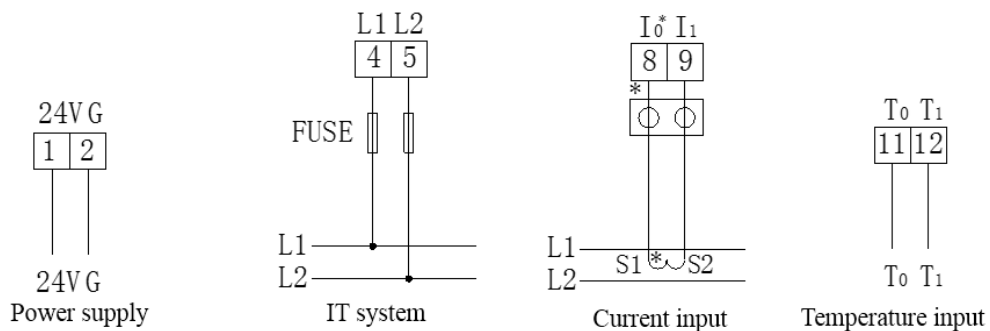 24V G
1 2
24V G
Power supply
L1 L2
4 5
FUSE
L1
L2
IT system
I0* I1
8 9
*
L1
S1 * S2
L2
Current input
T0 T1
11 12
T0 T1
Temperature input